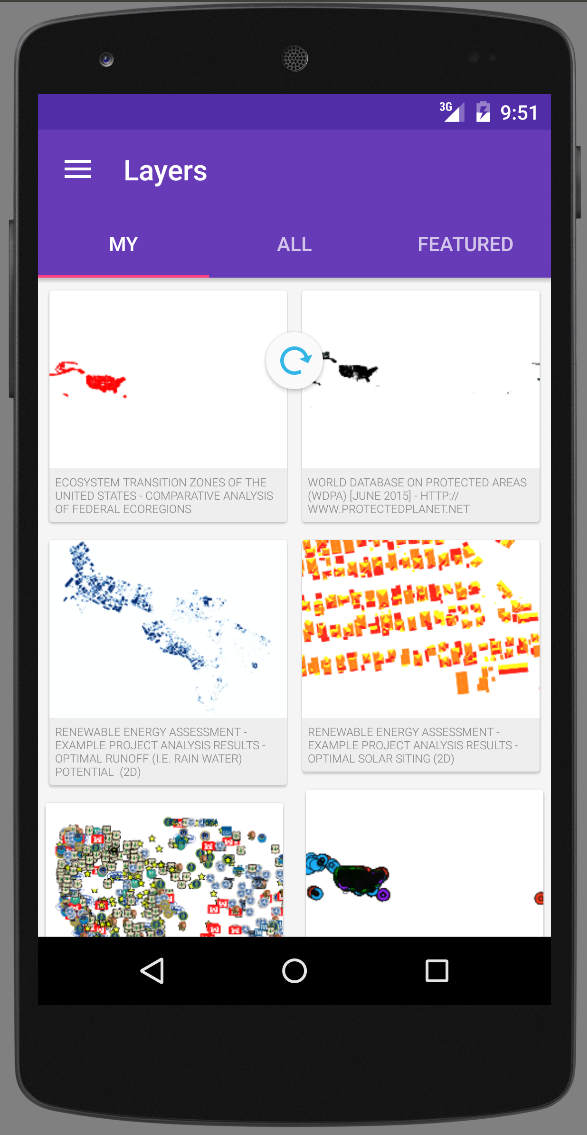 3G 9:51
Layers
MY ALL FEATURED
ECOSYSTEM TRANSITION ZONES OF THE
UNITED STATES - COMPARATIVE ANALYSIS
OF FEDERAL ECOREGIONS
WORLD DATABASE ON PROTECTED AREAS
(WDPA) [JUNE 2015] - HTTP://
WWW.PROTECTEDPLANET.NET
RENEWABLE ENERGY ASSESSMENT -
EXAMPLE PROJECT ANALYSIS RESULTS -
OPTIMAL RUNOFF (I.E. RAIN WATER)
POTENTIAL (2D)
RENEWABLE ENERGY ASSESSMENT -
EXAMPLE PROJECT ANALYSIS RESULTS -
OPTIMAL SOLAR SITING (2D)